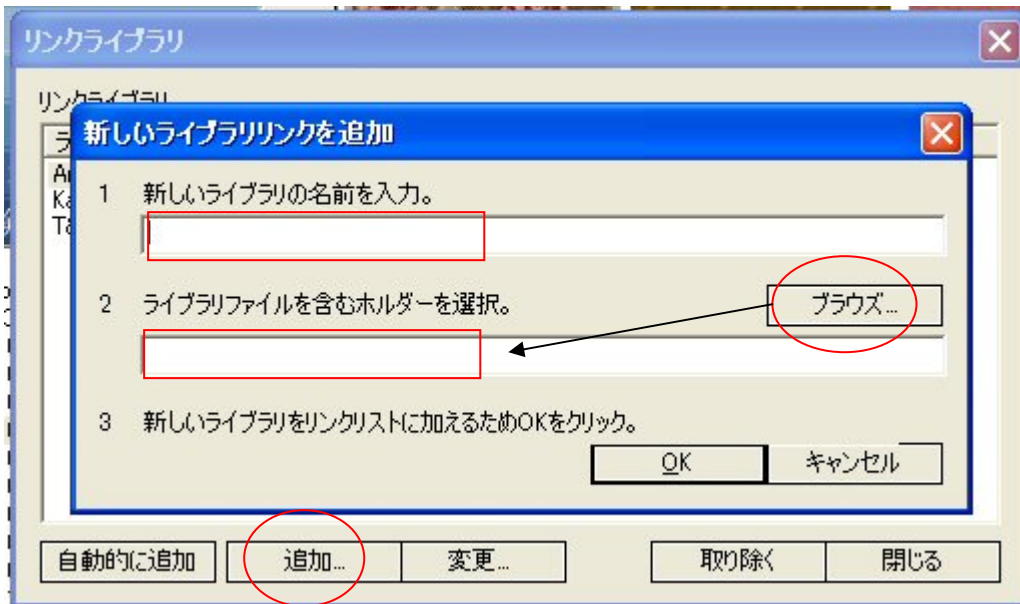 リンクライブラリ
リンクライブラリ
新しいライブラリリンクを追加
1 新しいライブラリの名前を入力。
2 ライブラリファイルを含むホルダーを選択。 ブラウズ...
3 新しいライブラリをリンクリストに加えるためOKをクリック。
OK キャンセル
自動的に追加 追加... 変更... 取り除く 閉じる